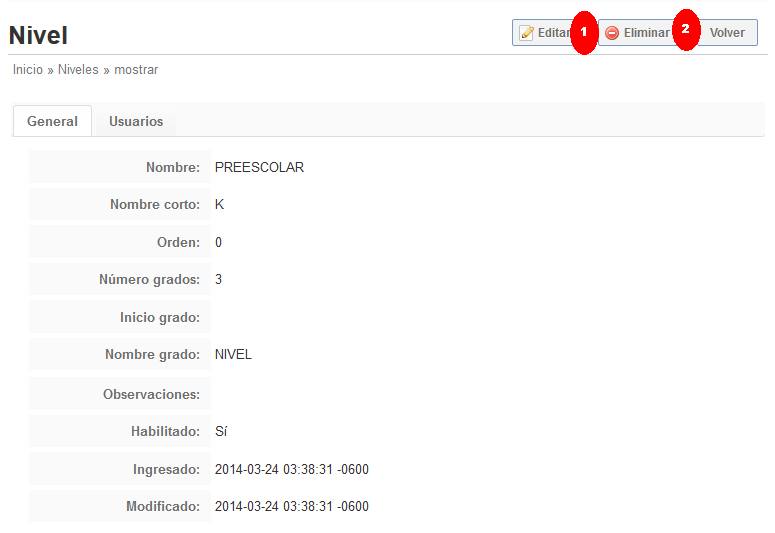 Nivel
Editar 1 Eliminar 2 Volver
Inicio » Niveles » mostrar
General Usuarios
Nombre: PREESCOLAR
Nombre corto: K
Orden: 0
Número grados: 3
Inicio grado:
Nombre grado: NIVEL
Observaciones:
Habilitado: Sí
Ingresado: 2014-03-24 03:38:31 -0600
Modificado: 2014-03-24 03:38:31 -0600